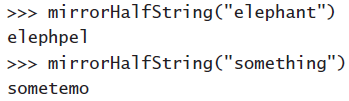 >>> mirrorHalfString("elephant")
elephpel
>>> mirrorHalfString("something")
sometemo